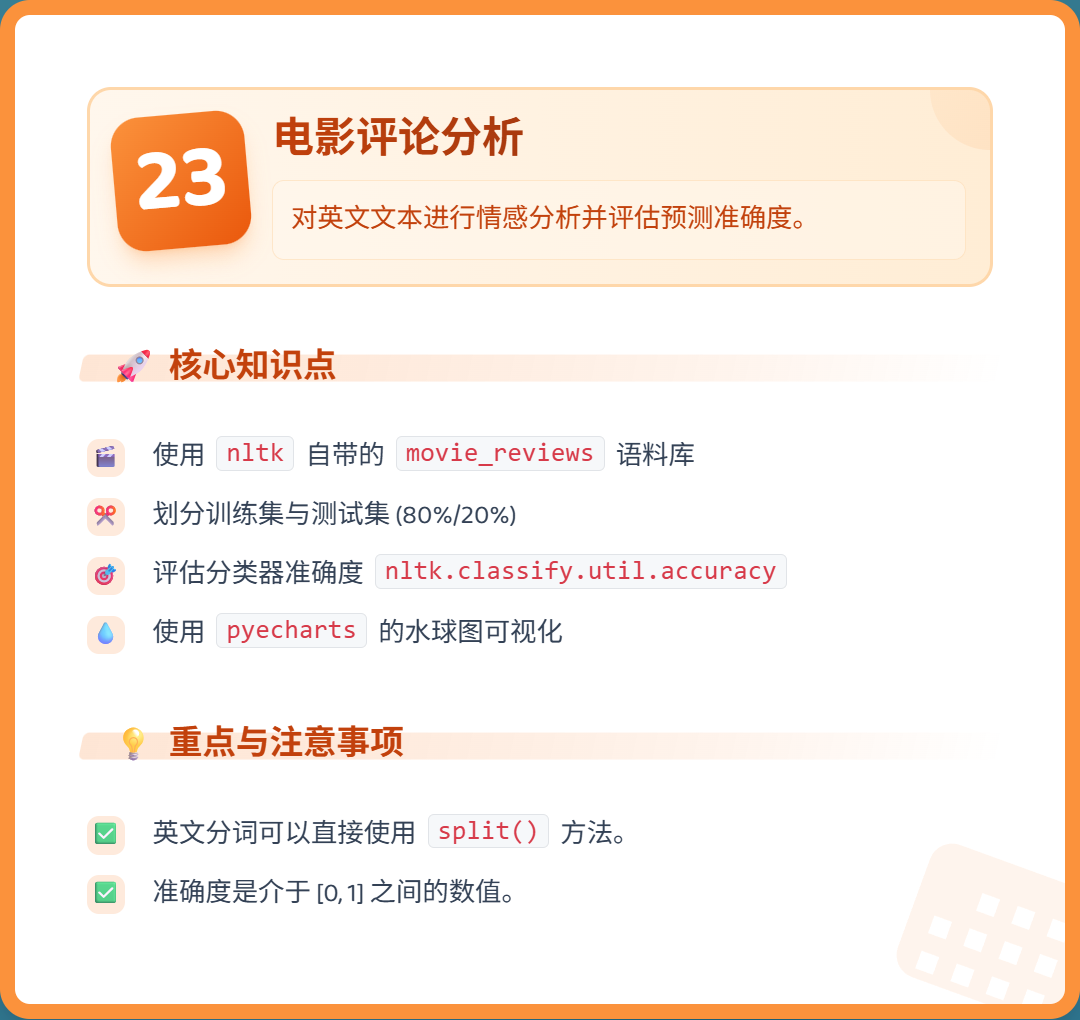 23
电影评论分析
对英文文本进行情感分析并评估预测准确度。
🚀 核心知识点
🎬 使用 nltk 自带的 movie_reviews 语料库
✂️ 划分训练集与测试集 (80%/20%)
🎯 评估分类器准确度 nltk.classify.util.accuracy
💧 使用 pyecharts 的水球图可视化
💡 重点与注意事项
✅ 英文分词可以直接使用 split() 方法。
✅ 准确度是介于 [0, 1] 之间的数值。